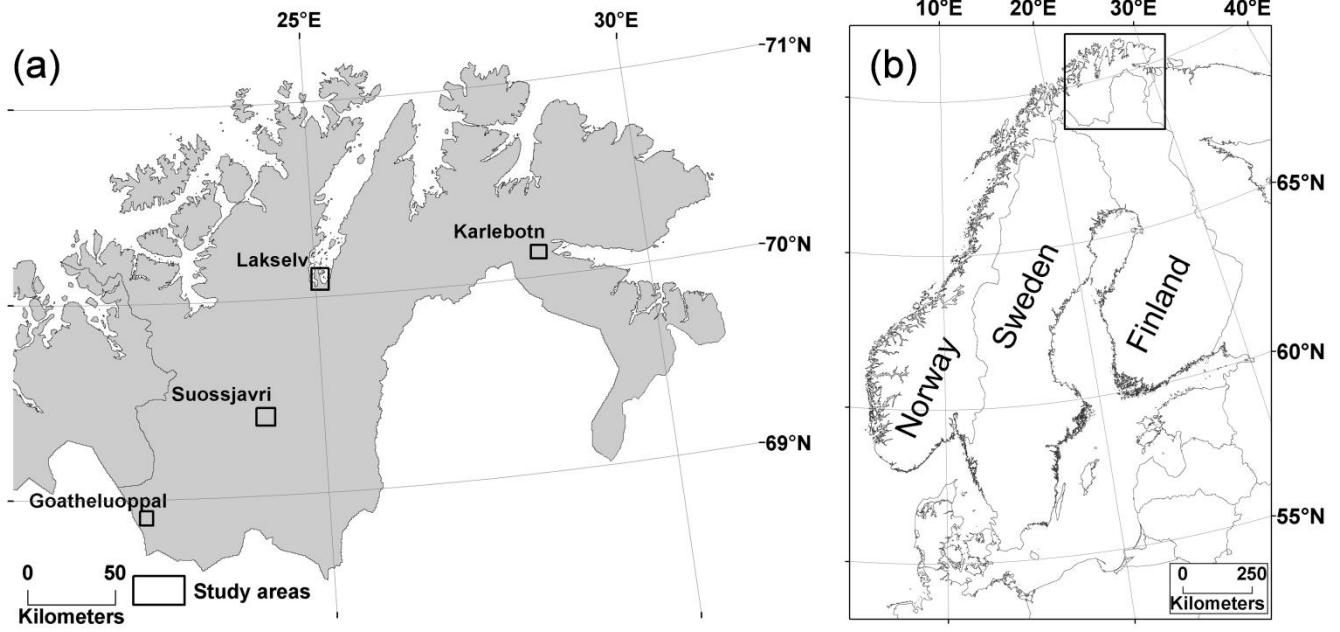 25°E
30°E
71°N
(a)
Karlebotn
70°N
Lakselv
Suossjavri
69°N
Goatheluoppal
0 50
Kilometers
Study areas
10°E
20°E
30°E
40°E
(b)
65°N
Norway
Sweden
Finland
60°N
55°N
0 250
Kilometers